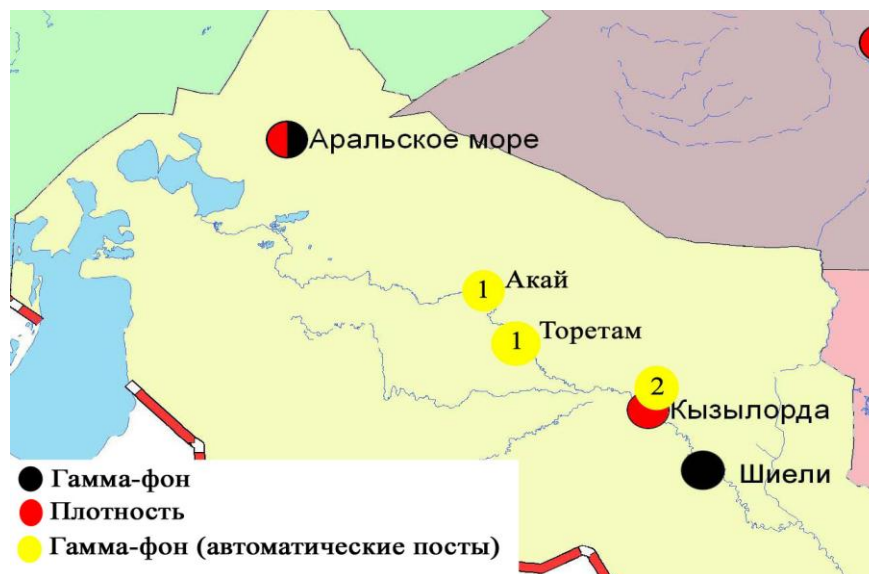 Аральское море
1 Акай
1 Торетам
2
Кызылорда
Шиели
Гамма-фон
Плотность
Гамма-фон (автоматические посты)